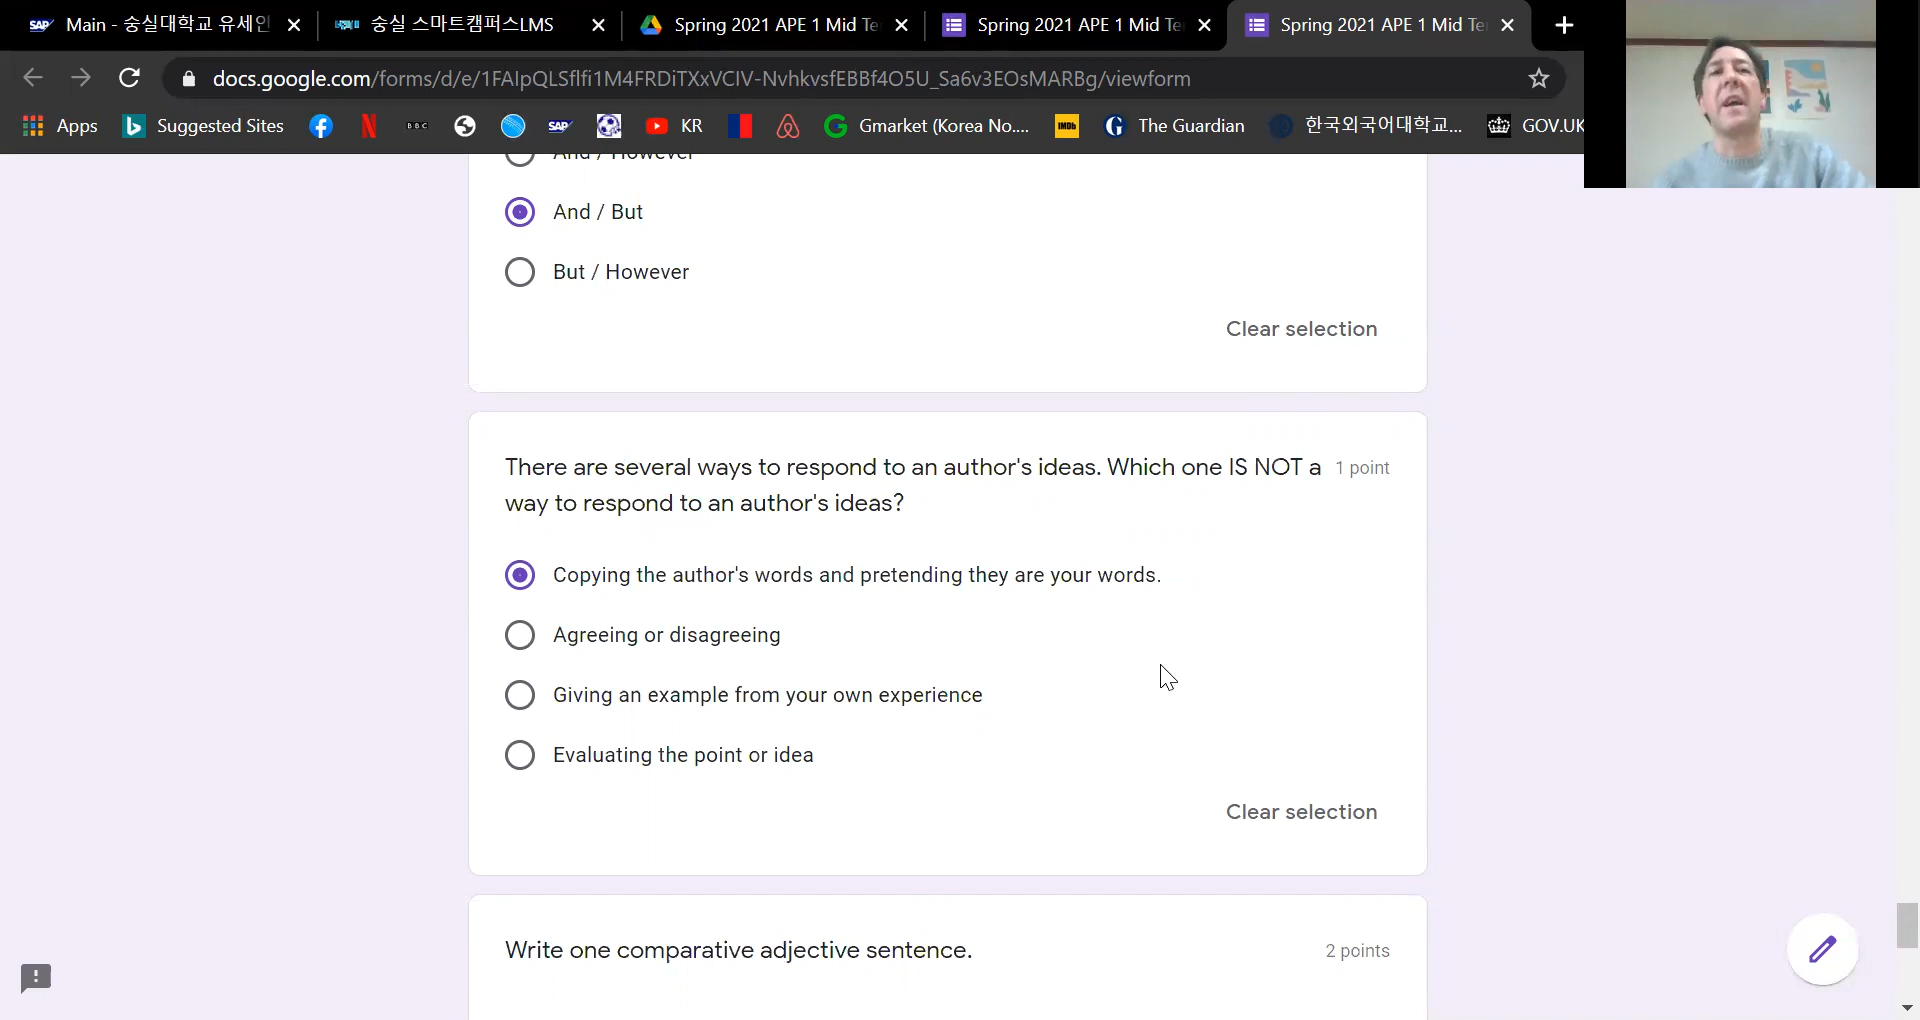 Main - 숭실대학교 유세인
숭실 스마트캠퍼스LMS
Spring 2021 APE 1 Mid Te
Spring 2021 APE 1 Mid Te
Spring 2021 APE 1 Mid Te
docs.google.com/forms/d/e/1FAIpQLSflfi1M4FRDiTXxVCIV-NvhkvsfEBBf4O5U_Sa6v3EOsMARBg/viewform
Apps
Suggested Sites
BBC
SAP
KR
Gmarket (Korea No....
IMDb
The Guardian
한국외국어대학교...
GOV.UK
And / However
And / But
But / However
Clear selection
There are several ways to respond to an author's ideas. Which one IS NOT a 1 point
way to respond to an author's ideas?
Copying the author's words and pretending they are your words.
Agreeing or disagreeing
Giving an example from your own experience
Evaluating the point or idea
Clear selection
Write one comparative adjective sentence. 2 points